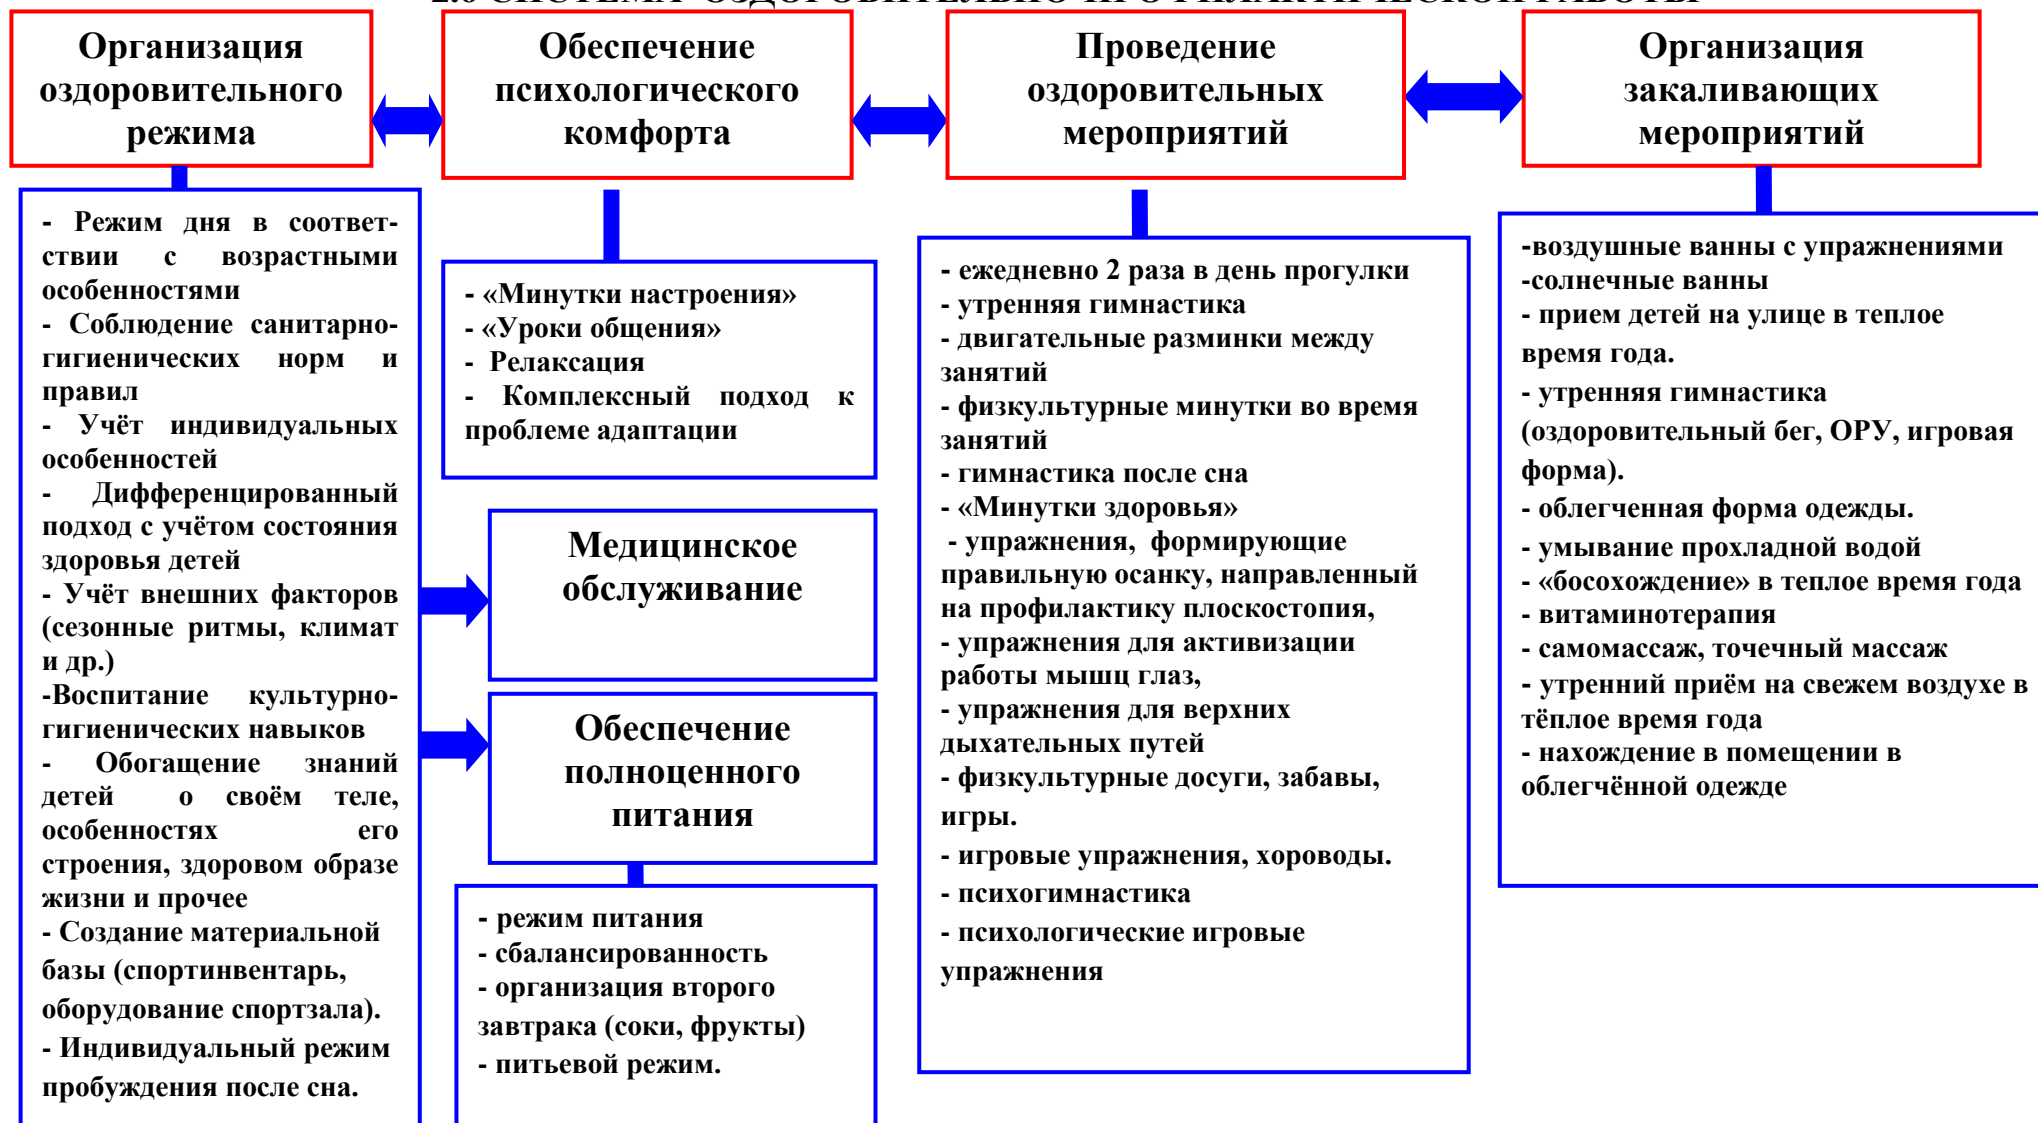 2.6 СИСТЕМА ОЗДОРОВИТЕЛЬНО-ПРОФИЛАКТИЧЕСКОЙ РАБОТЫ
Организация
оздоровительного
режима
Обеспечение
психологического
комфорта
Проведение
оздоровительных
мероприятий
Организация
закаливающих
мероприятий
- Режим дня в соответ-
ствии с возрастными
особенностями
- Соблюдение санитарно-
гигиенических норм и
правил
- Учёт индивидуальных
особенностей
- Дифференцированный
подход с учётом состояния
здоровья детей
- Учёт внешних факторов
(сезонные ритмы, климат
и др.)
-Воспитание культурно-
гигиенических навыков
- Обогащение знаний
детей о своём теле,
особенностях его
строения, здоровом образе
жизни и прочее
- Создание материальной
базы (спортинвентарь,
оборудование спортзала).
- Индивидуальный режим
пробуждения после сна.
- «Минутки настроения»
- «Уроки общения»
- Релаксация
- Комплексный подход к
проблеме адаптации
Медицинское
обслуживание
Обеспечение
полноценного
питания
- режим питания
- сбалансированность
- организация второго
завтрака (соки, фрукты)
- питьевой режим.
- ежедневно 2 раза в день прогулки
- утренняя гимнастика
- двигательные разминки между
занятий
- физкультурные минутки во время
занятий
- гимнастика после сна
- «Минутки здоровья»
- упражнения, формирующие
правильную осанку, направленный
на профилактику плоскостопия,
- упражнения для активизации
работы мышц глаз,
- упражнения для верхних
дыхательных путей
- физкультурные досуги, забавы,
игры.
- игровые упражнения, хороводы.
- психогимнастика
- психологические игровые
упражнения
-воздушные ванны с упражнениями
-солнечные ванны
- прием детей на улице в теплое
время года.
- утренняя гимнастика
(оздоровительный бег, ОРУ, игровая
форма).
- облегченная форма одежды.
- умывание прохладной водой
- «босохождение» в теплое время года
- витаминотерапия
- самомассаж, точечный массаж
- утренний приём на свежем воздухе в
тёплое время года
- нахождение в помещении в
облегчённой одежде